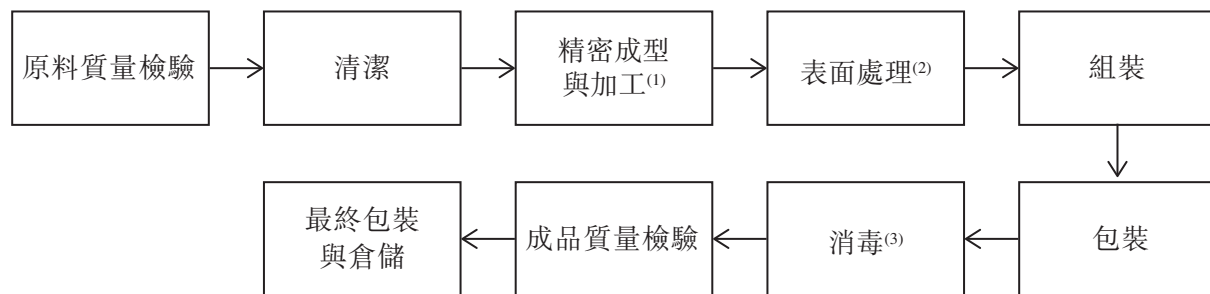 原料質量檢驗
清潔
精密成型
與加工(1)
表面處理(2)
組裝
包裝
消毒(3)
成品質量檢驗
最終包裝
與倉儲